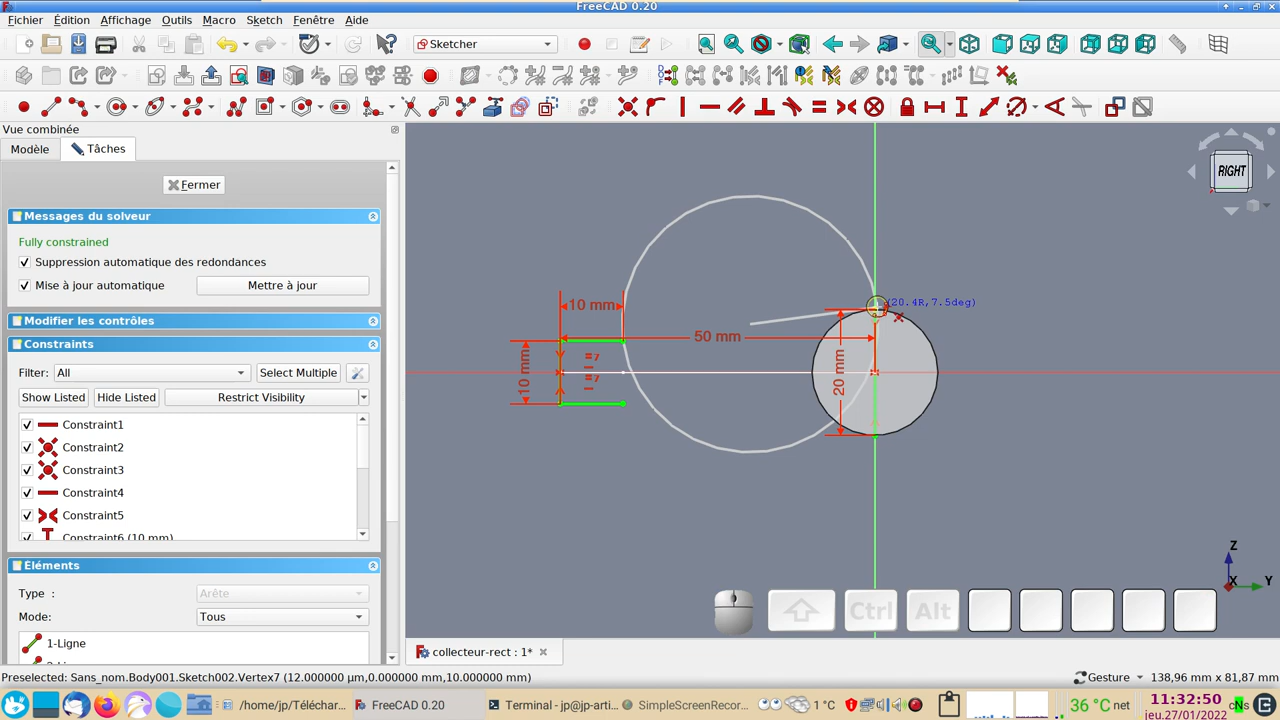 FreeCAD 0.20
Fichier Édition Affichage Outils Macro Sketch Fenêtre Aide
Sketcher
Vue combinée
Modèle Tâches
Fermer
Messages du solveur
Fully constrained
Suppression automatique des redondances
Mise à jour automatique Mettre à jour
Modifier les contrôles
Constraints
Filter: All Select Multiple
Show Listed Hide Listed Restrict Visibility
Constraint1
Constraint2
Constraint3
Constraint4
Constraint5
Constraint6 (10 mm)
Éléments
Type : Arête
Mode: Tous
1-Ligne
RIGHT
(20.4R,7.5deg)
10 mm
50 mm
10 mm
20 mm
Z
X
Y
Ctrl Alt
collecteur-rect : 1*
Preselected: Sans_nom.Body001.Sketch002.Vertex7 (12.000000 µm,0.000000 mm,10.000000 mm)
Gesture 138,96 mm x 81,87 mm
/home/jp/Téléchar... FreeCAD 0.20 Terminal - jp@jp-arti... SimpleScreenRecor... 1 °C 36 °C net 11:32:50
jeu.27/01/2022